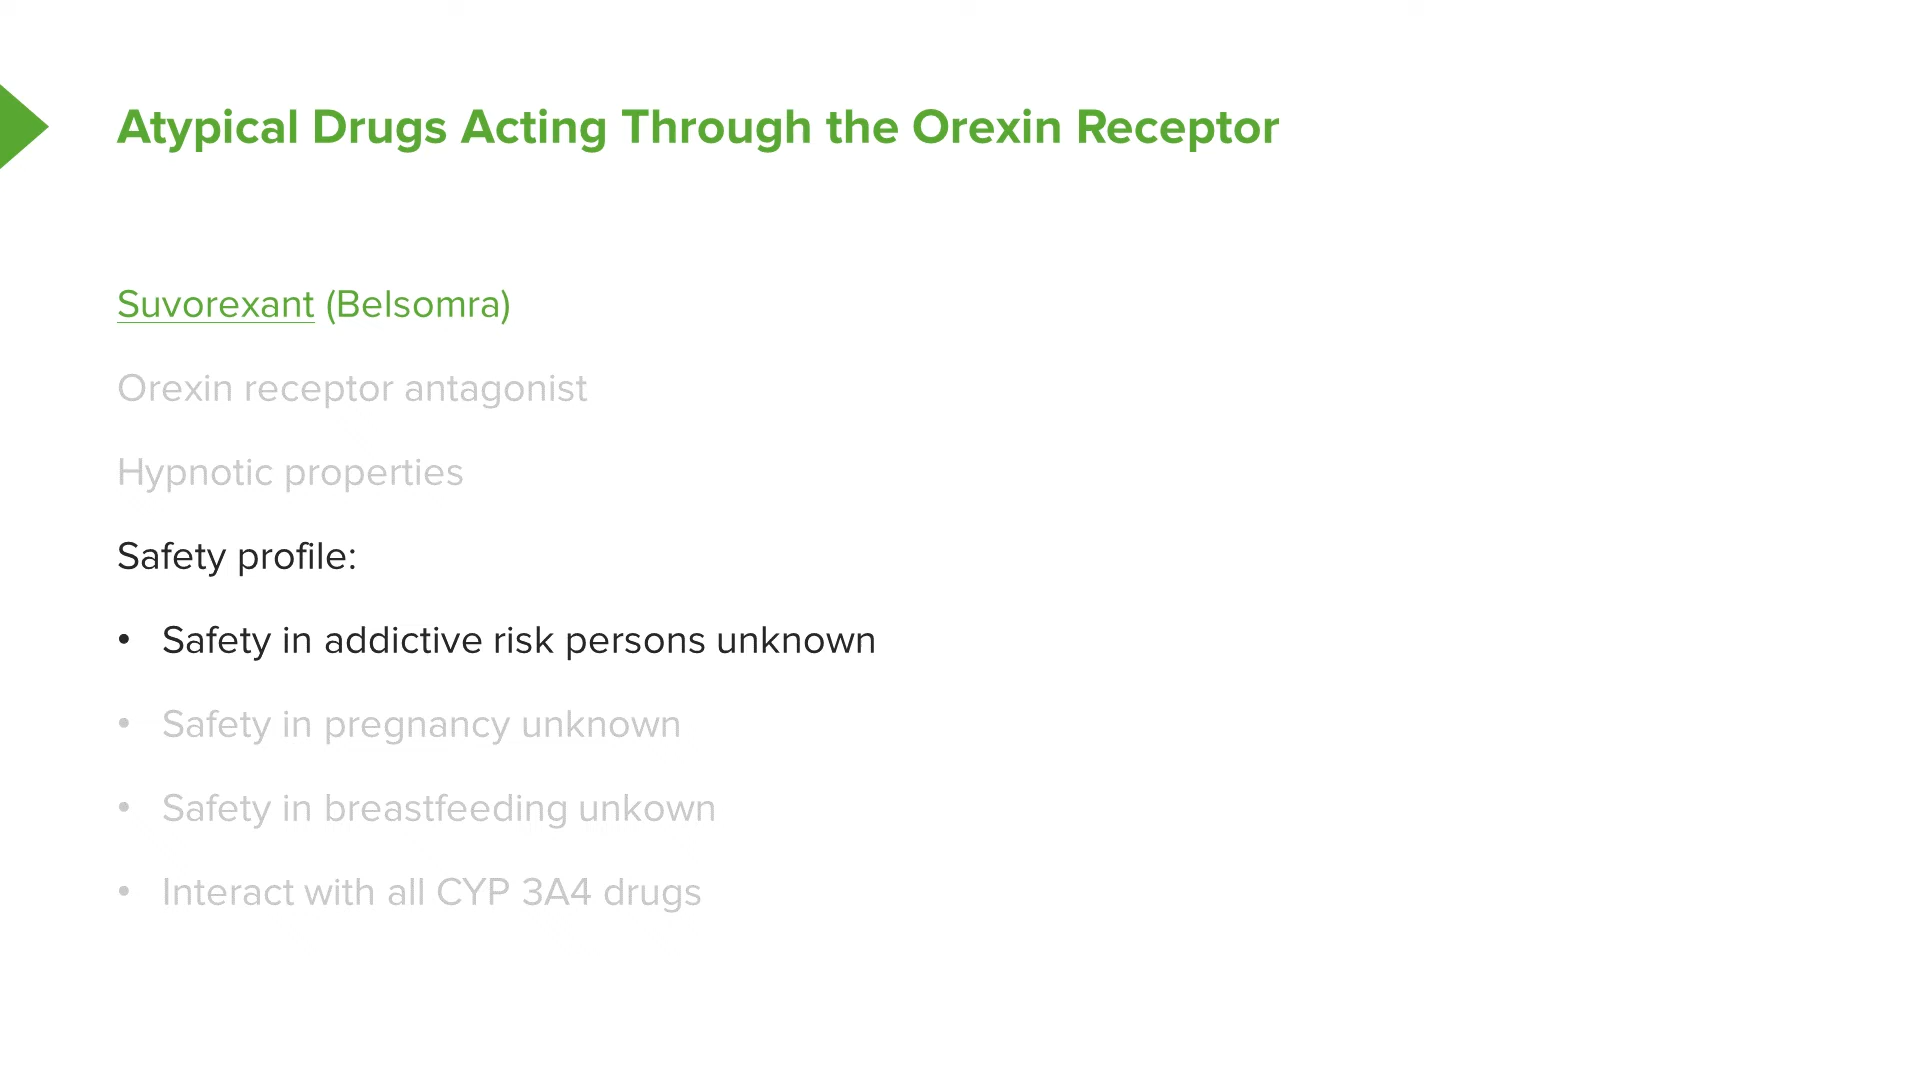 Atypical Drugs Acting Through the Orexin Receptor
Suvorexant (Belsomra)
Orexin receptor antagonist
Hypnotic properties
Safety profile:
• Safety in addictive risk persons unknown
• Safety in pregnancy unknown
• Safety in breastfeeding unkown
• Interact with all CYP 3A4 drugs